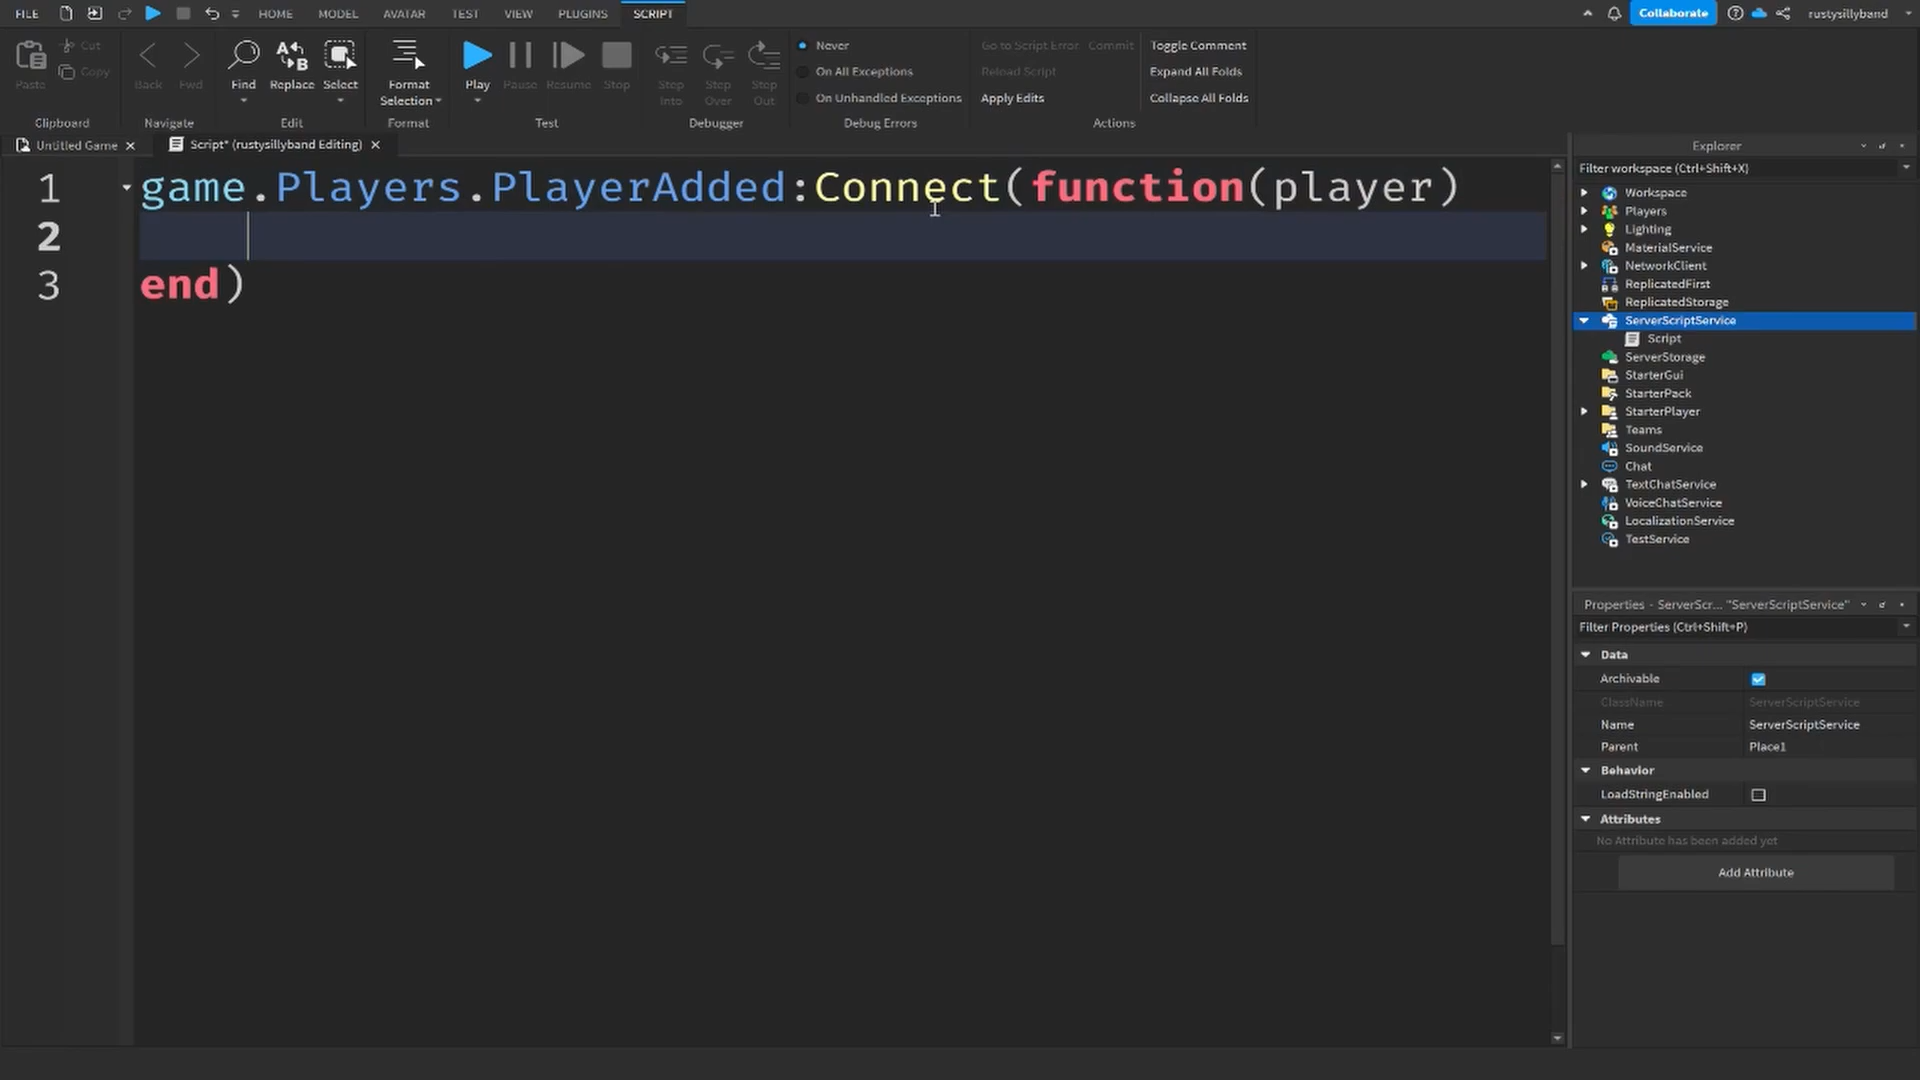 FILE HOME MODEL AVATAR TEST VIEW PLUGINS SCRIPT Collaborate rustysillyband
Paste Cut Copy
Clipboard
Back Fwd
Navigate
Find Replace Select
Edit
Format Selection
Format
Play Pause Resume Stop
Test
Step Into Step Over Step Out
Debugger
Never
On All Exceptions
On Unhandled Exceptions
Debug Errors
Go to Script Error Commit
Reload Script
Apply Edits
Toggle Comment
Expand All Folds
Collapse All Folds
Actions
Untitled Game Script* (rustysillyband Editing)
1 game.Players.PlayerAdded:Connect(function(player)
2
3 end)
Explorer
Filter workspace (Ctrl+Shift+X)
Workspace
Players
Lighting
MaterialService
NetworkClient
ReplicatedFirst
ReplicatedStorage
ServerScriptService
Script
ServerStorage
StarterGui
StarterPack
StarterPlayer
Teams
SoundService
Chat
TextChatService
VoiceChatService
LocalizationService
TestService
Properties - ServerScr... "ServerScriptService"
Filter Properties (Ctrl+Shift+P)
Data
Archivable
ClassName ServerScriptService
Name ServerScriptService
Parent Place1
Behavior
LoadStringEnabled
Attributes
No Attribute has been added yet
Add Attribute